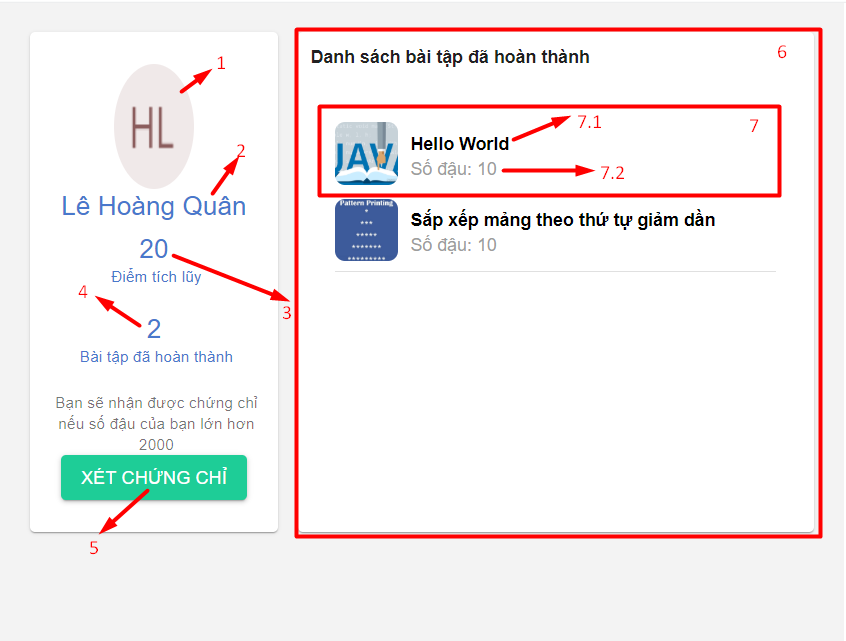 HL
1
2
Lê Hoàng Quân
20
Điểm tích lũy
3
4
2
Bài tập đã hoàn thành
Bạn sẽ nhận được chứng chỉ
nếu số đậu của bạn lớn hơn
2000
XÉT CHỨNG CHỈ
5
Danh sách bài tập đã hoàn thành
6
7
JAV
Hello World
7.1
Số đậu: 10
7.2
Pattern Printing
*
***
*****
*******
*********
Sắp xếp mảng theo thứ tự giảm dần
Số đậu: 10